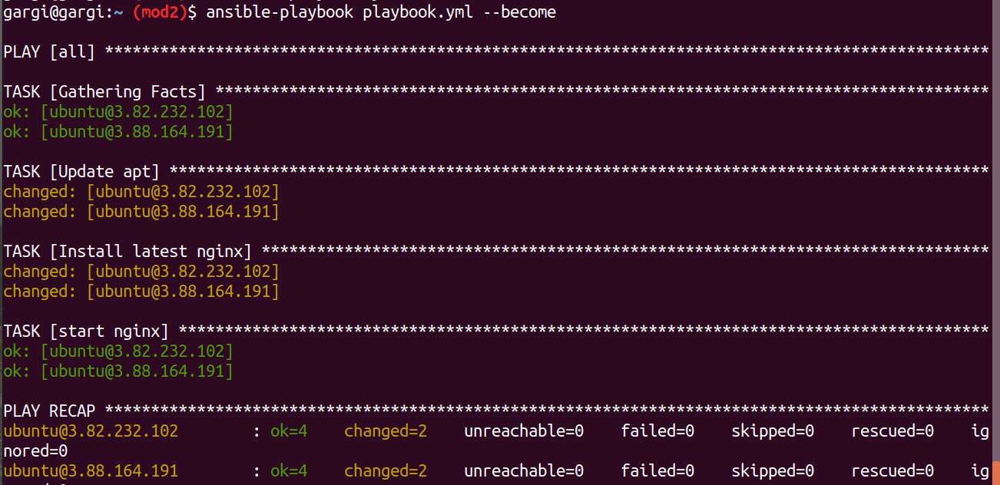 gargi@gargi:~ (mod2)$ ansible-playbook playbook.yml --become
PLAY [all] ************************************************************************************************
TASK [Gathering Facts] ************************************************************************************
ok: [ubuntu@3.82.232.102]
ok: [ubuntu@3.88.164.191]
TASK [Update apt] *****************************************************************************************
changed: [ubuntu@3.82.232.102]
changed: [ubuntu@3.88.164.191]
TASK [Install latest nginx] *******************************************************************************
changed: [ubuntu@3.82.232.102]
changed: [ubuntu@3.88.164.191]
TASK [start nginx] ****************************************************************************************
ok: [ubuntu@3.82.232.102]
ok: [ubuntu@3.88.164.191]
PLAY RECAP ************************************************************************************************
ubuntu@3.82.232.102        : ok=4    changed=2    unreachable=0    failed=0    skipped=0    rescued=0    ig
nored=0
ubuntu@3.88.164.191        : ok=4    changed=2    unreachable=0    failed=0    skipped=0    rescued=0    ig